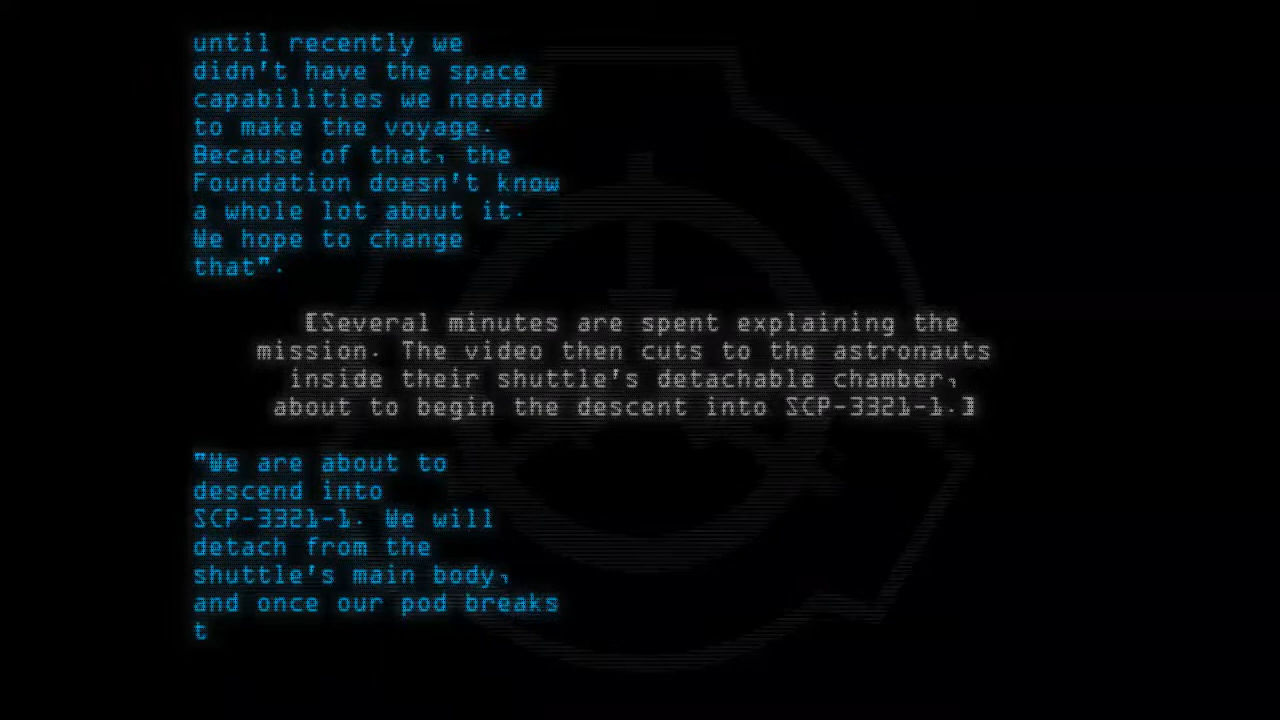 until recently we
didn't have the space
capabilities we needed
to make the voyage.
Because of that, the
Foundation doesn't know
a whole lot about it.
We hope to change
that".
[Several minutes are spent explaining the
mission. The video then cuts to the astronauts
inside their shuttle's detachable chamber,
about to begin the descent into SCP-3321-1.]
"We are about to
descend into
SCP-3321-1. We will
detach from the
shuttle's main body,
and once our pod breaks
t